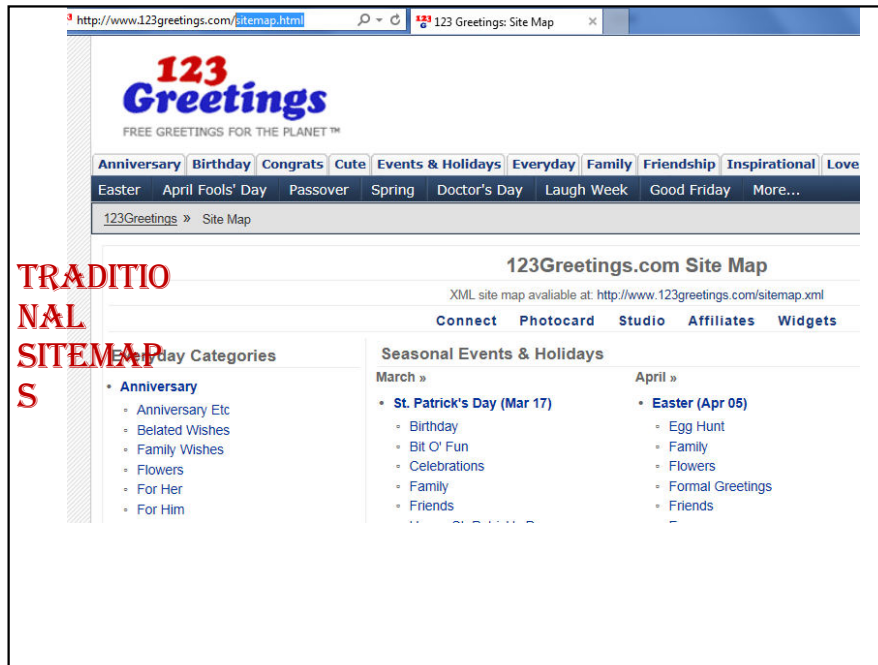 http://www.123greetings.com/sitemap.html
123 Greetings: Site Map
123
Greetings
FREE GREETINGS FOR THE PLANET ™
Anniversary Birthday Congrats Cute Events & Holidays Everyday Family Friendship Inspirational Love
Easter April Fools' Day Passover Spring Doctor's Day Laugh Week Good Friday More...
123Greetings » Site Map
123Greetings.com Site Map
XML site map avaliable at: http://www.123greetings.com/sitemap.xml
Connect Photocard Studio Affiliates Widgets
TRADITIO
NAL
SITEMAP
S
Everyday Categories
• Anniversary
Anniversary Etc
Belated Wishes
Family Wishes
Flowers
For Her
For Him
Seasonal Events & Holidays
March »
• St. Patrick's Day (Mar 17)
Birthday
Bit O' Fun
Celebrations
Family
Friends
April »
• Easter (Apr 05)
Egg Hunt
Family
Flowers
Formal Greetings
Friends